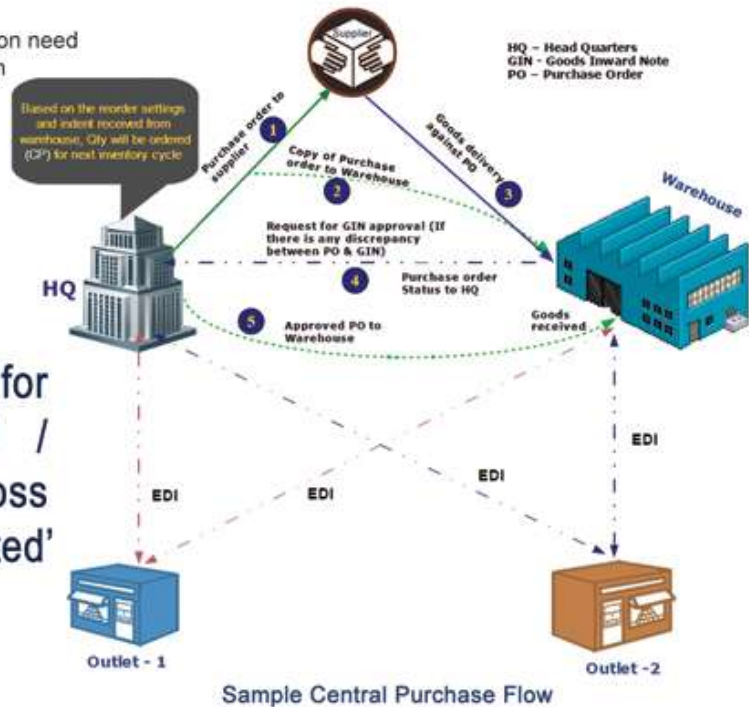 on need
n
Supplier
HQ – Head Quarters
GIN - Goods Inward Note
PO – Purchase Order
Based on the reorder settings
and indent received from
warehouse, Qty will be ordered
(CP) for next inventory cycle
Purchase order to
supplier
1
Copy of Purchase
order to Warehouse
2
Goods delivery
against PO
3
Warehouse
Request for GIN approval (If
there is any discrepancy
between PO & GIN)
4
Purchase order
Status to HQ
HQ
5
Approved PO to
Warehouse
Goods
received
for
/
oss
ted’
EDI
EDI
EDI
EDI
Outlet - 1
Outlet -2
Sample Central Purchase Flow